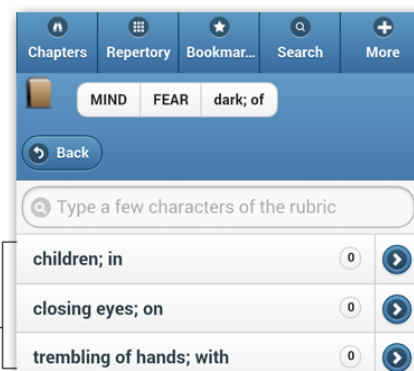 Chapters Repertory Bookmar... Search More
MIND FEAR dark; of
Back
Type a few characters of the rubric
children; in 0
closing eyes; on 0
trembling of hands; with 0